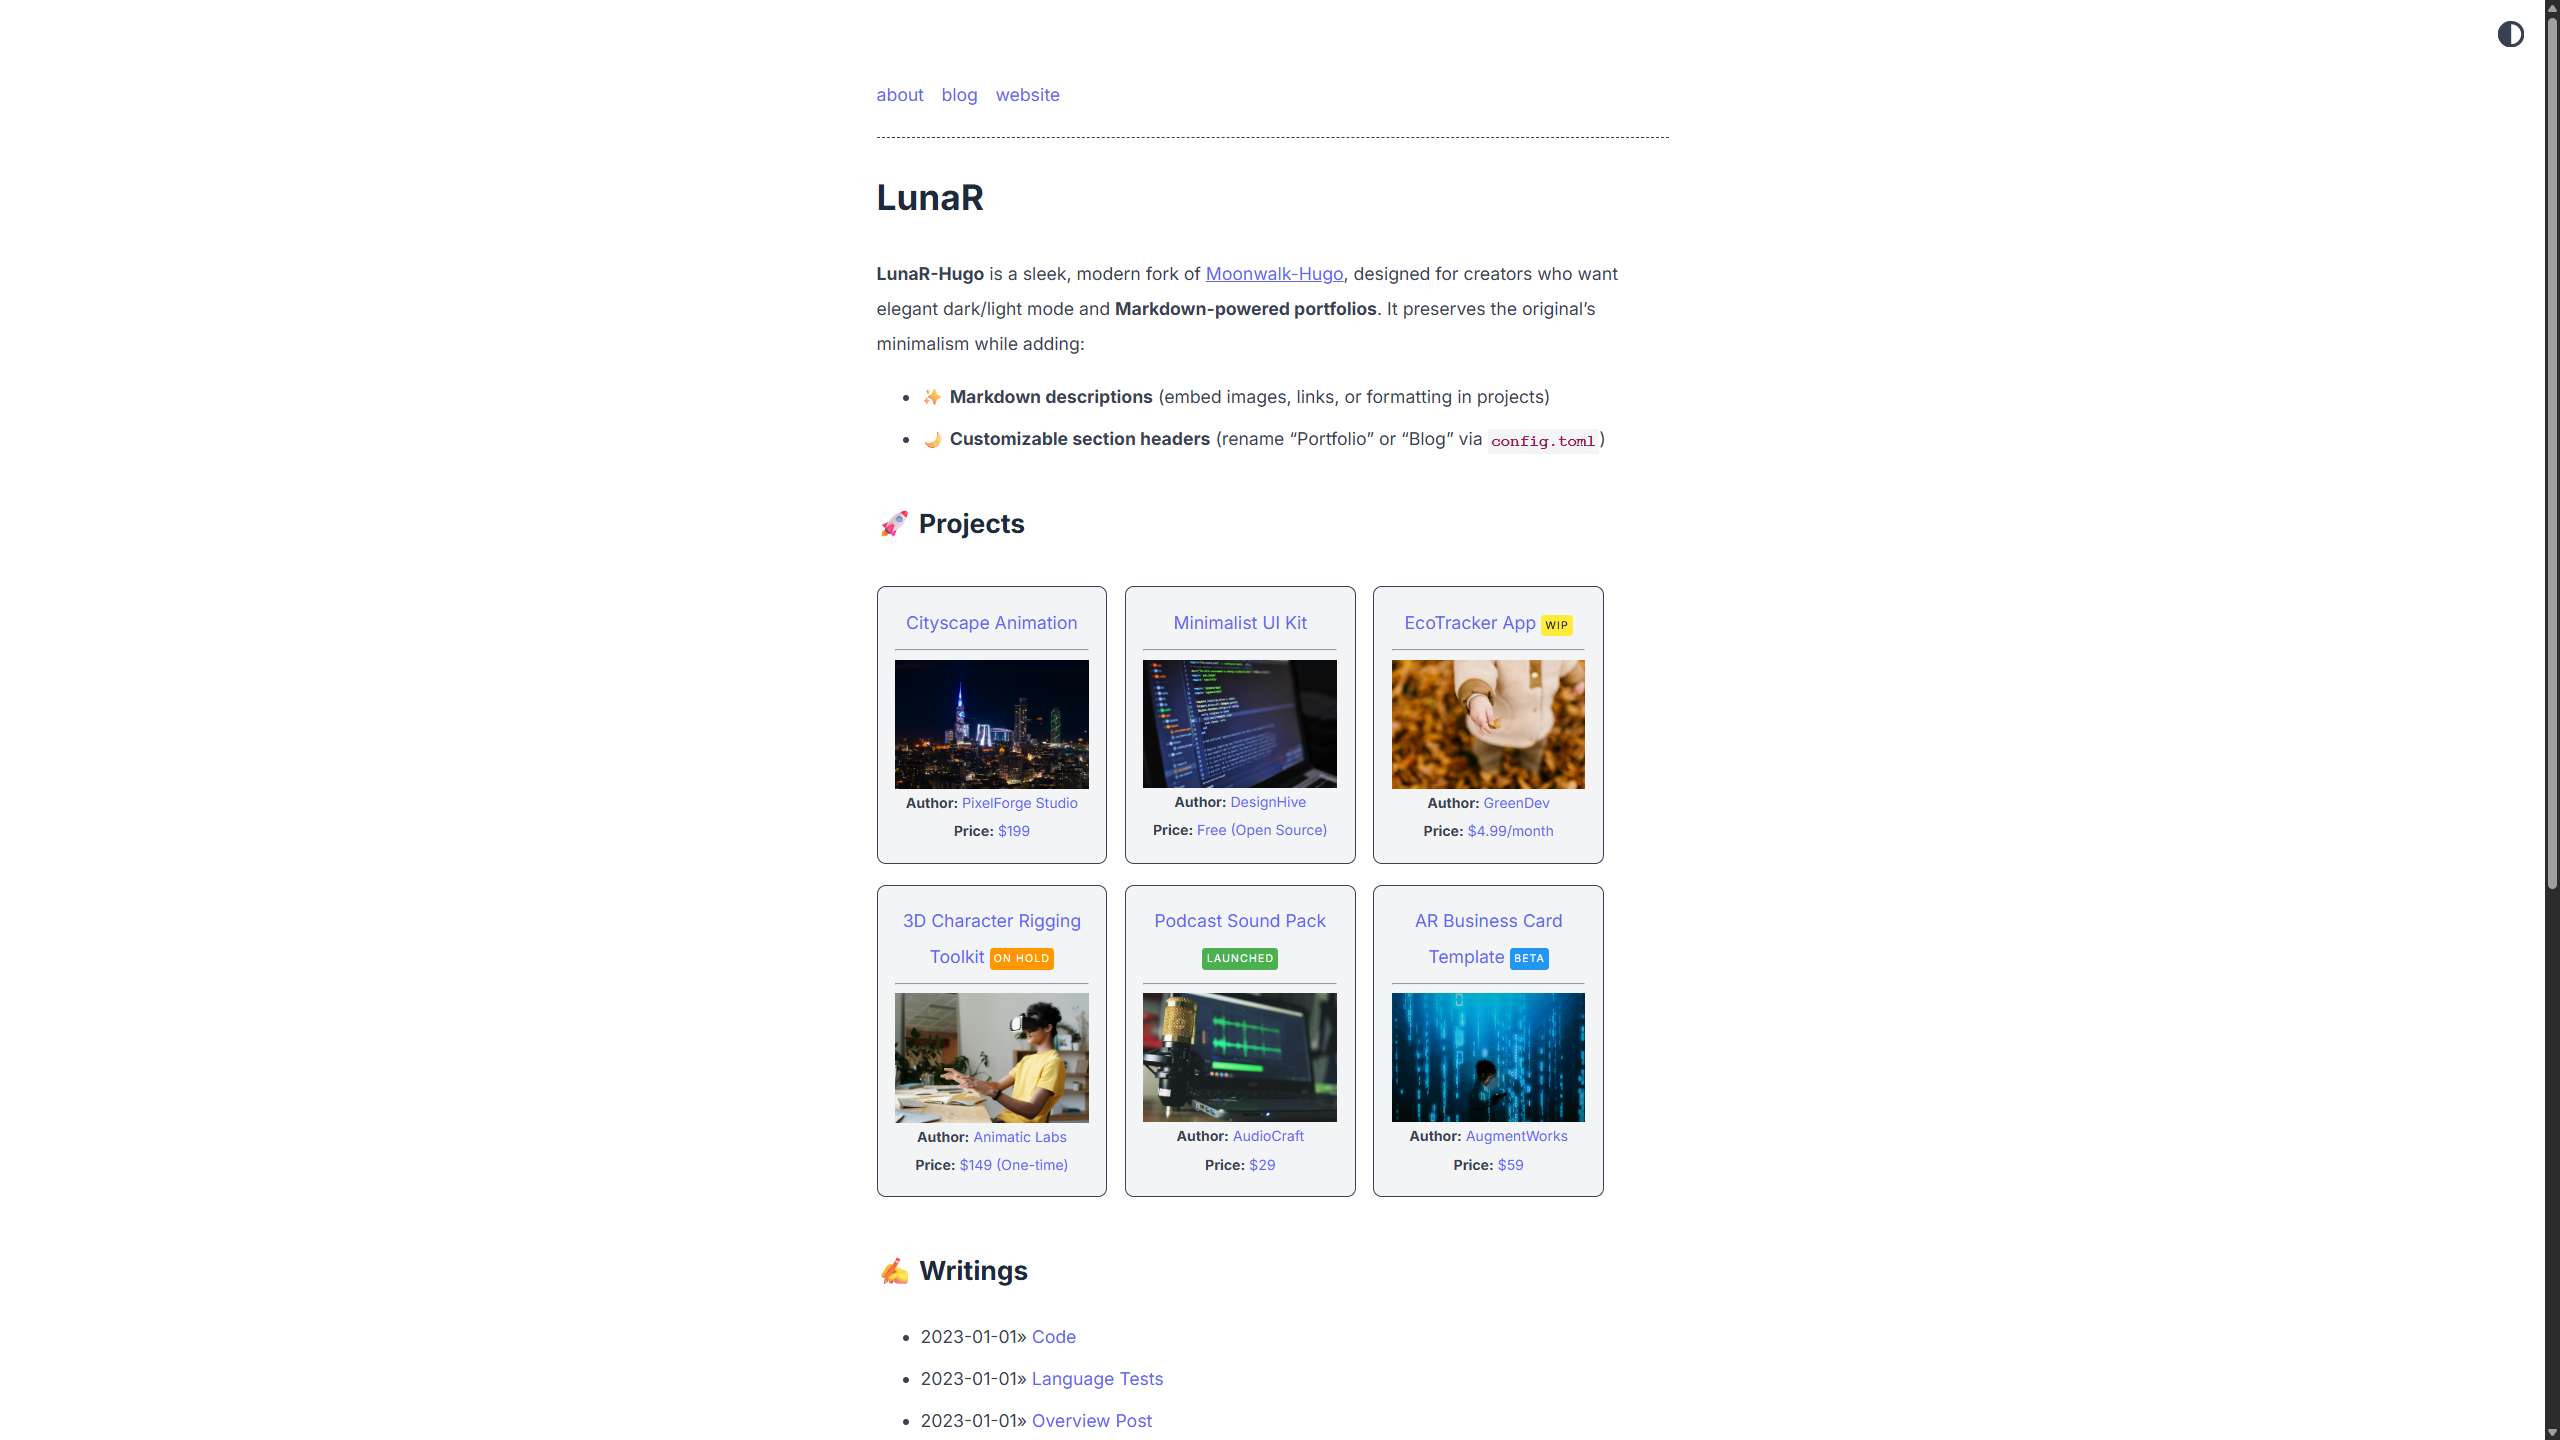 about blog website
LunaR
LunaR-Hugo is a sleek, modern fork of Moonwalk-Hugo, designed for creators who want
elegant dark/light mode and Markdown-powered portfolios. It preserves the original’s
minimalism while adding:
✨ Markdown descriptions (embed images, links, or formatting in projects)
🌙 Customizable section headers (rename “Portfolio” or “Blog” via config.toml)
🚀 Projects
Cityscape Animation
Author: PixelForge Studio
Price: $199
Minimalist UI Kit
Author: DesignHive
Price: Free (Open Source)
EcoTracker App WIP
Author: GreenDev
Price: $4.99/month
3D Character Rigging
Toolkit ON HOLD
Author: Animatic Labs
Price: $149 (One-time)
Podcast Sound Pack
LAUNCHED
Author: AudioCraft
Price: $29
AR Business Card
Template BETA
Author: AugmentWorks
Price: $59
✍️ Writings
2023-01-01» Code
2023-01-01» Language Tests
2023-01-01» Overview Post